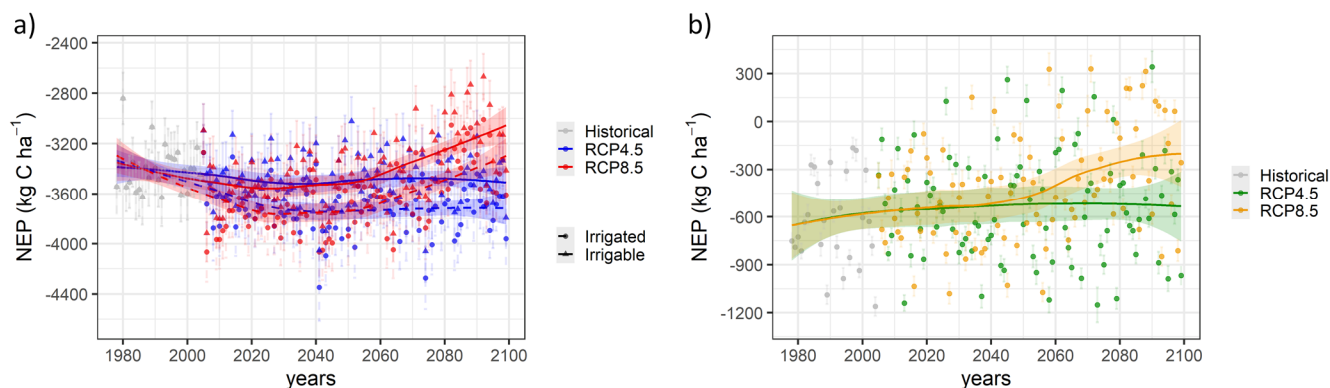 a)
NEP (kg C ha⁻¹)
-2400
-2800
-3200
-3600
-4000
-4400
1980 2000 2020 2040 2060 2080 2100
years
Historical
RCP4.5
RCP8.5
Irrigated
Irrigable
b)
NEP (kg C ha⁻¹)
300
0
-300
-600
-900
-1200
1980 2000 2020 2040 2060 2080 2100
years
Historical
RCP4.5
RCP8.5